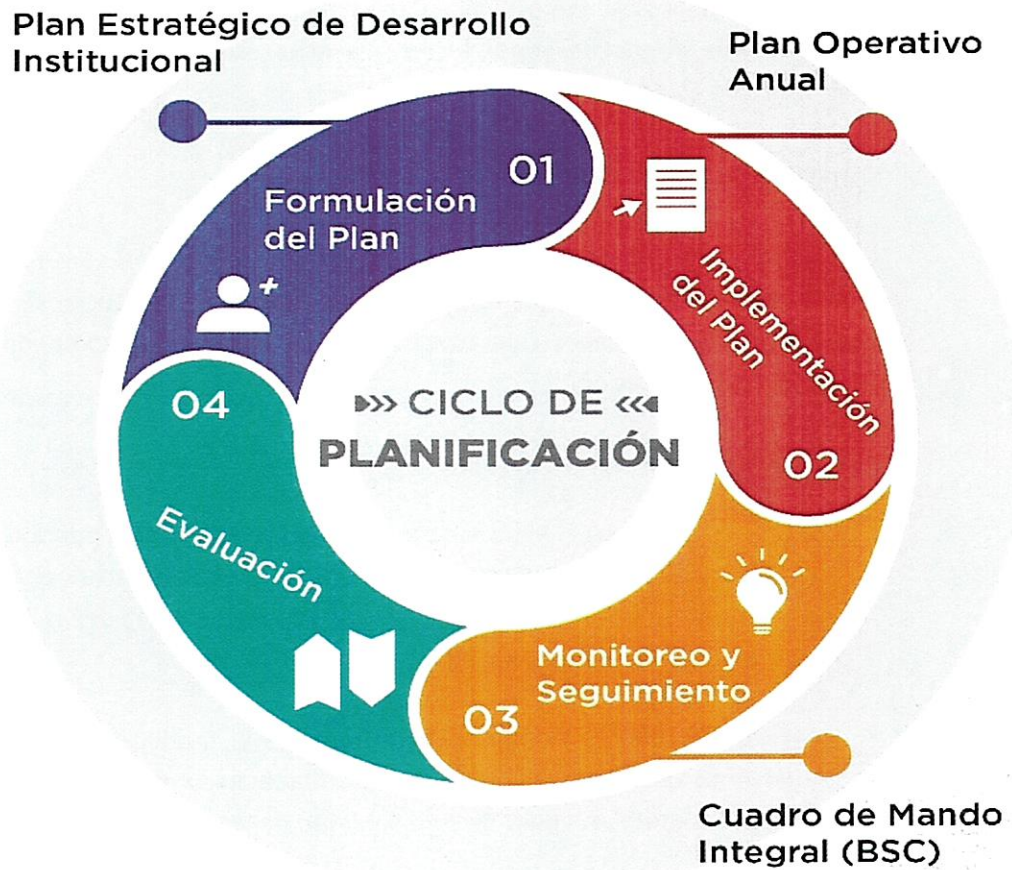 Plan Estratégico de Desarrollo
Institucional
Plan Operativo
Anual
01
Formulación
del Plan
Implementación
del Plan
02
04
CICLO DE
PLANIFICACIÓN
Evaluación
Monitoreo y
Seguimiento
03
Cuadro de Mando
Integral (BSC)